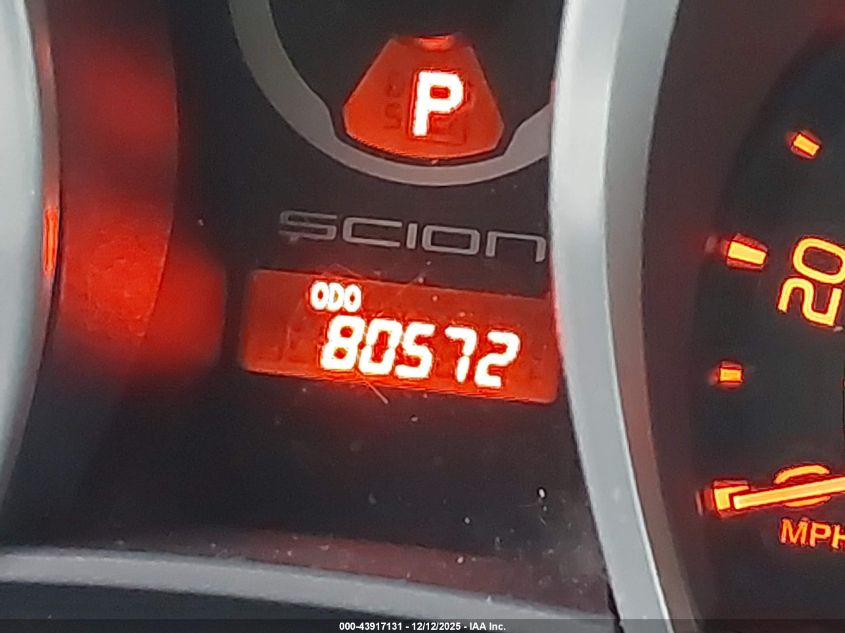 P
SCION
ODO
80572
20
MPH
000-43917131 - 12/12/2025 - IAA Inc.